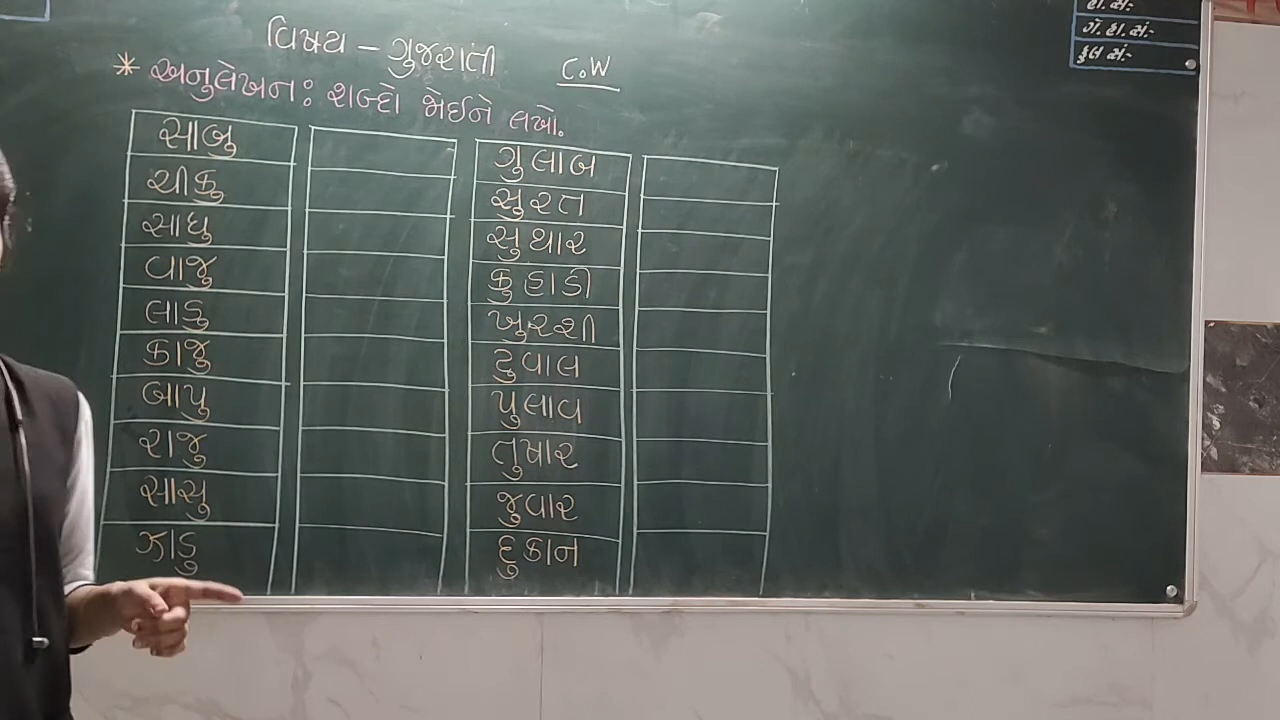 વિષય – ગુજરાતી C.W
* અનુલેખન: શબ્દો જોઈને લખો.
સાબુ
ચીકુ
સાધુ
વાજુ
લાડુ
કાજુ
બાપુ
રાજુ
સાસુ
ઝાડુ
ગુલાબ
સુરત
સુથાર
કુહાડી
ખુરશી
ટુવાલ
પુલાવ
તુષાર
જુવાર
દુકાન
હા.સં:-
ગે.હા.સં:-
કુલ સં:-